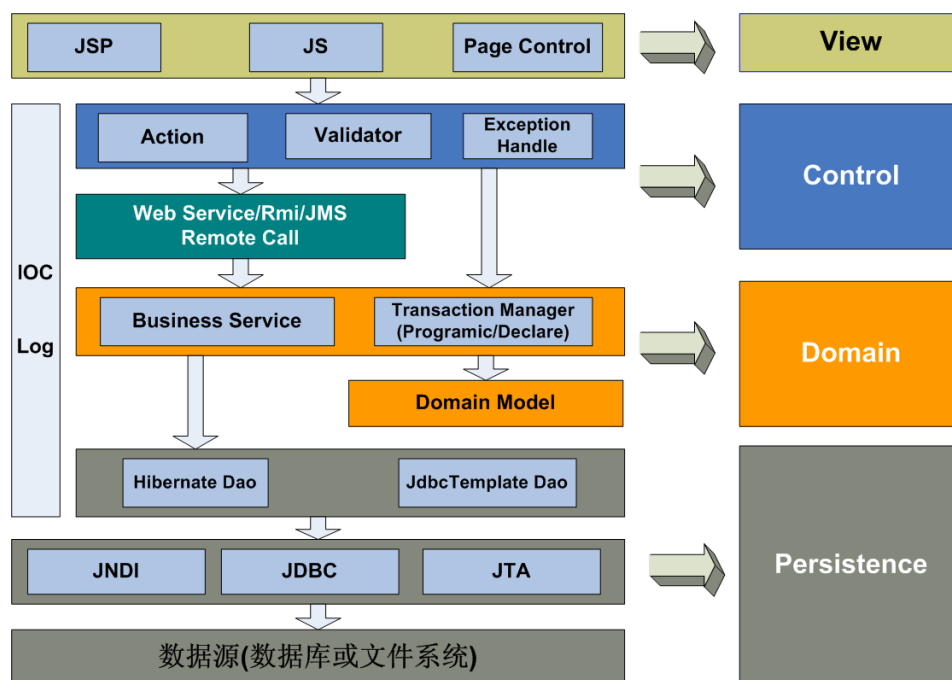 JSP
JS
Page Control
View
Action
Validator
Exception
Handle
Control
Web Service/Rmi/JMS
Remote Call
IOC
Log
Business Service
Transaction Manager
(Programic/Declare)
Domain
Domain Model
Hibernate Dao
JdbcTemplate Dao
Persistence
JNDI
JDBC
JTA
数据源(数据库或文件系统)